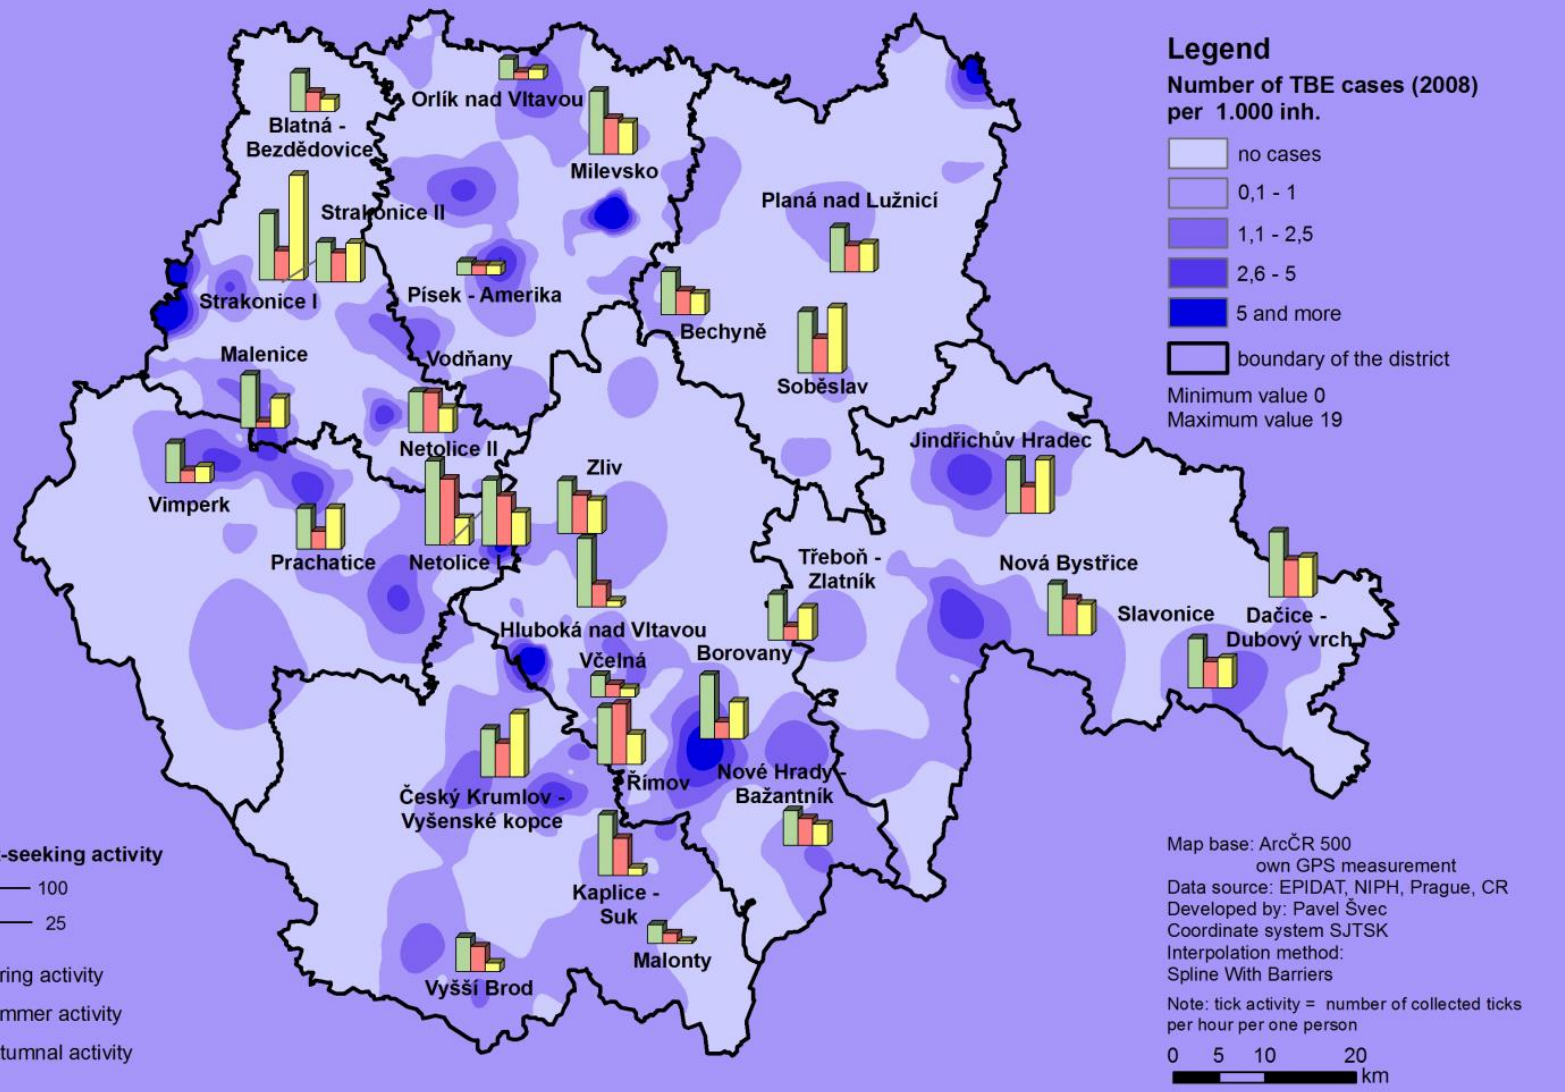 Legend
Number of TBE cases (2008)
per 1.000 inh.
no cases
0,1 - 1
1,1 - 2,5
2,6 - 5
5 and more
boundary of the district
Minimum value 0
Maximum value 19
Orlík nad Vltavou
Blatná -
Bezdědovice
Milevsko
Strakonice II
Planá nad Lužnicí
Strakonice I
Písek - Amerika
Bechyně
Malenice
Vodňany
Soběslav
Netolice II
Jindřichův Hradec
Zliv
Vimperk
Prachatice
Netolice I
Třeboň -
Zlatník
Nová Bystřice
Slavonice
Dačice -
Dubový vrch
Hluboká nad Vltavou
Včelná
Borovany
Římov
Nové Hrady -
Bažantník
Český Krumlov -
Vyšenské kopce
Kaplice -
Suk
Malonty
Vyšší Brod
-seeking activity
100
25
ring activity
mmer activity
tumnal activity
Map base: ArcČR 500
own GPS measurement
Data source: EPIDAT, NIPH, Prague, CR
Developed by: Pavel Švec
Coordinate system SJTSK
Interpolation method:
Spline With Barriers
Note: tick activity = number of collected ticks
per hour per one person
0 5 10 20
km